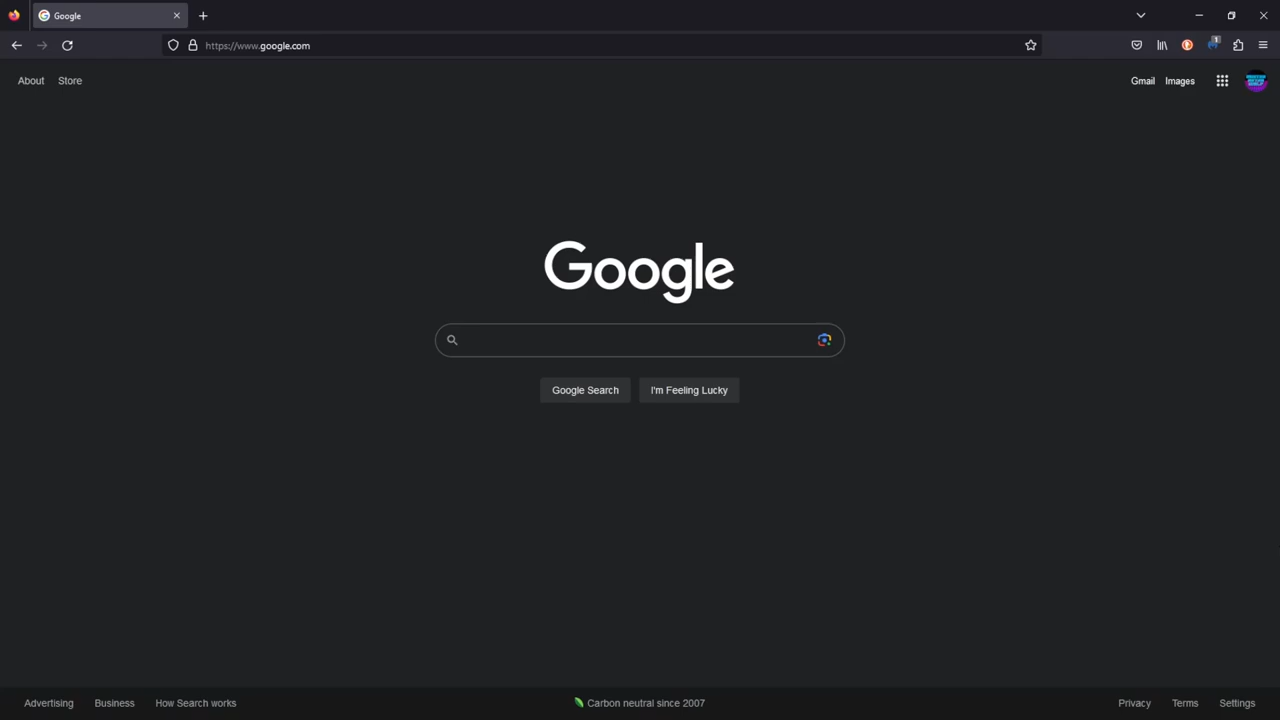 Google
https://www.google.com
1
About
Store
Gmail
Images
Google
Google Search
I'm Feeling Lucky
Advertising
Business
How Search works
Carbon neutral since 2007
Privacy
Terms
Settings